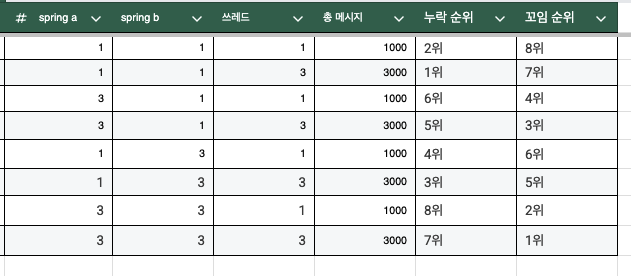 # spring a spring b 쓰레드 총 메시지 누락 순위 꼬임 순위
1 1 1 1000 2위 8위
1 1 3 3000 1위 7위
3 1 1 1000 6위 4위
3 1 3 3000 5위 3위
1 3 1 1000 4위 6위
1 3 3 3000 3위 5위
3 3 1 1000 8위 2위
3 3 3 3000 7위 1위